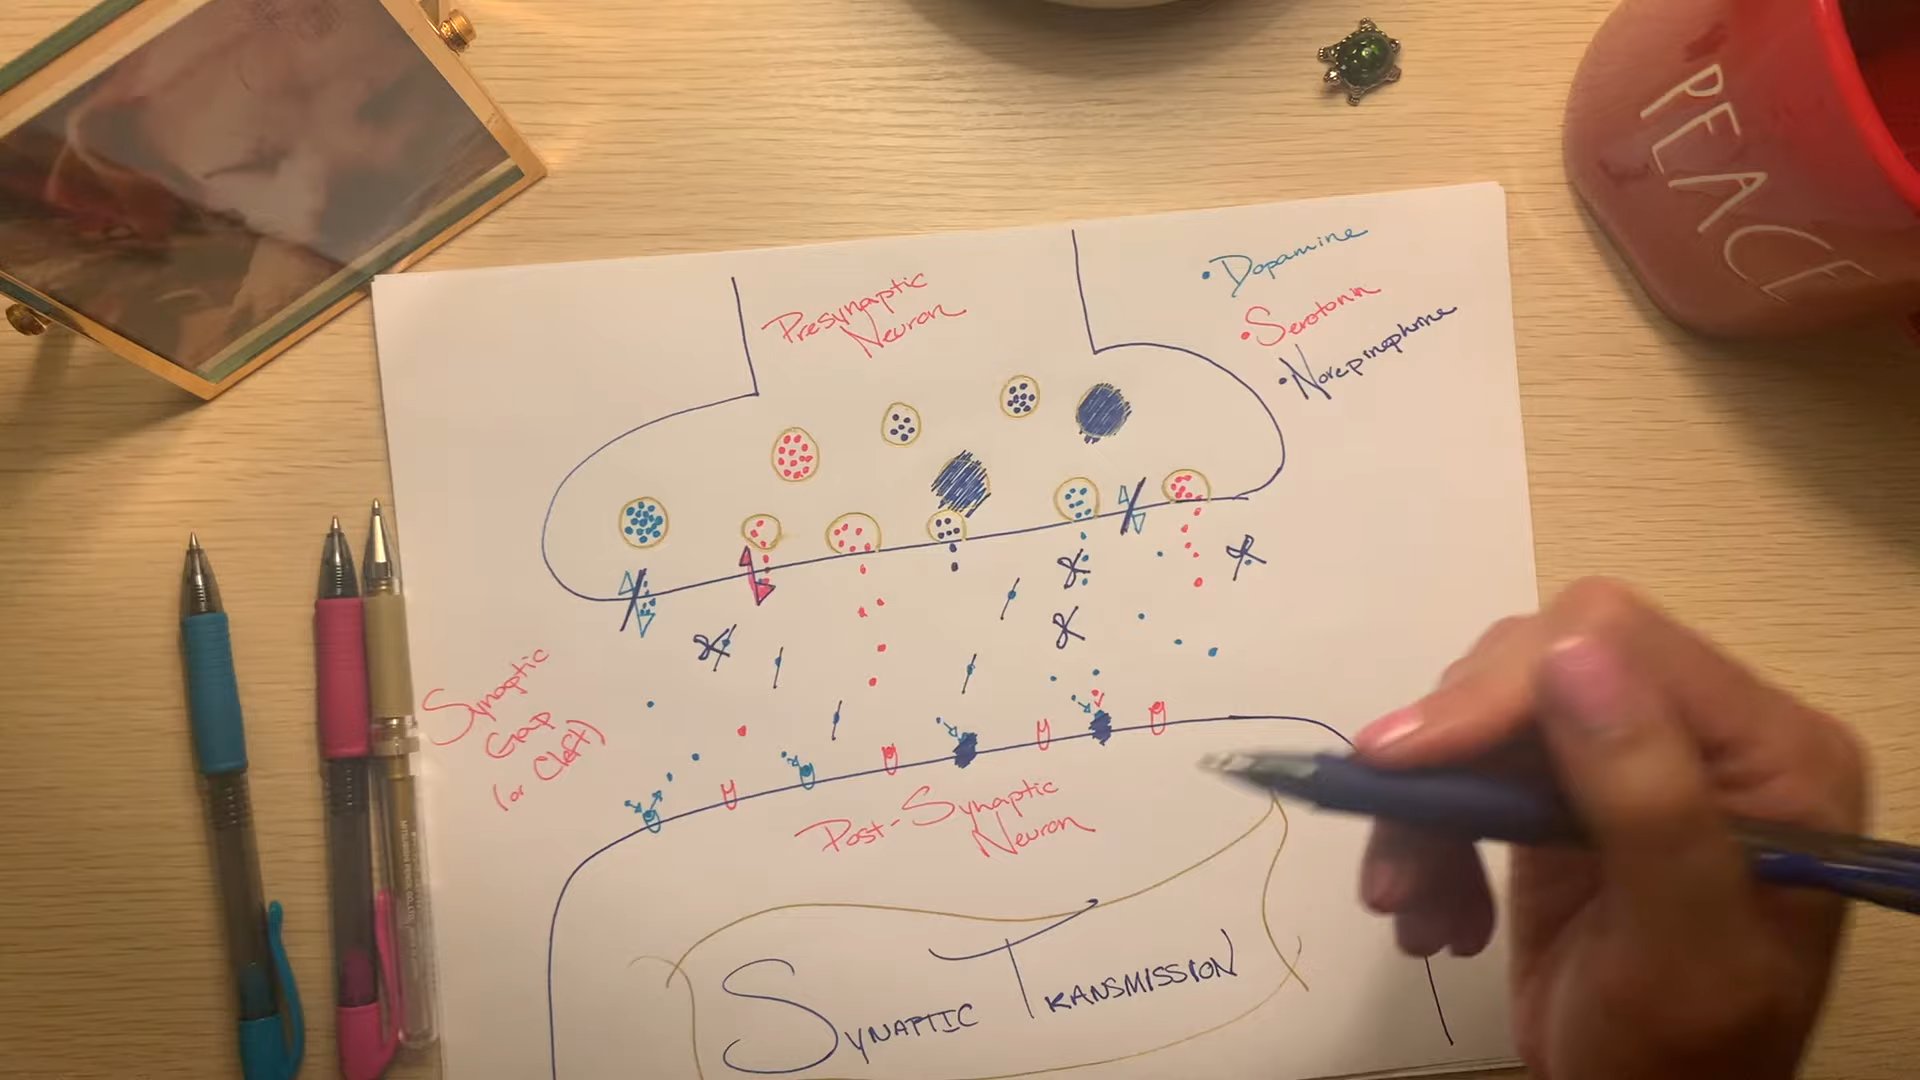 Presynaptic
Neuron
Dopamine
Serotonin
Norepinephrine
PEACE
Synaptic
Gap
(or Cleft)
Post-Synaptic
Neuron
SYNAPTIC TRANSMISSION